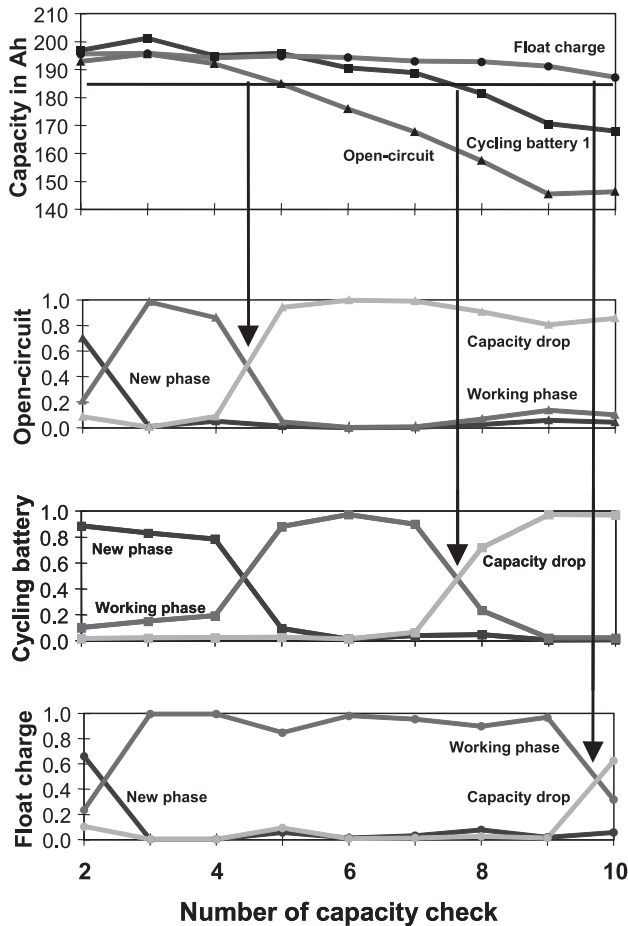 Capacity in Ah
210
200
190
180
170
160
150
140
Float charge
Cycling battery 1
Open-circuit
Open-circuit
1.0
0.8
0.6
0.4
0.2
0.0
New phase
Capacity drop
Working phase
Cycling battery
1.0
0.8
0.6
0.4
0.2
0.0
New phase
Working phase
Capacity drop
Float charge
1.0
0.8
0.6
0.4
0.2
0.0
Working phase
New phase
Capacity drop
2 4 6 8 10
Number of capacity check